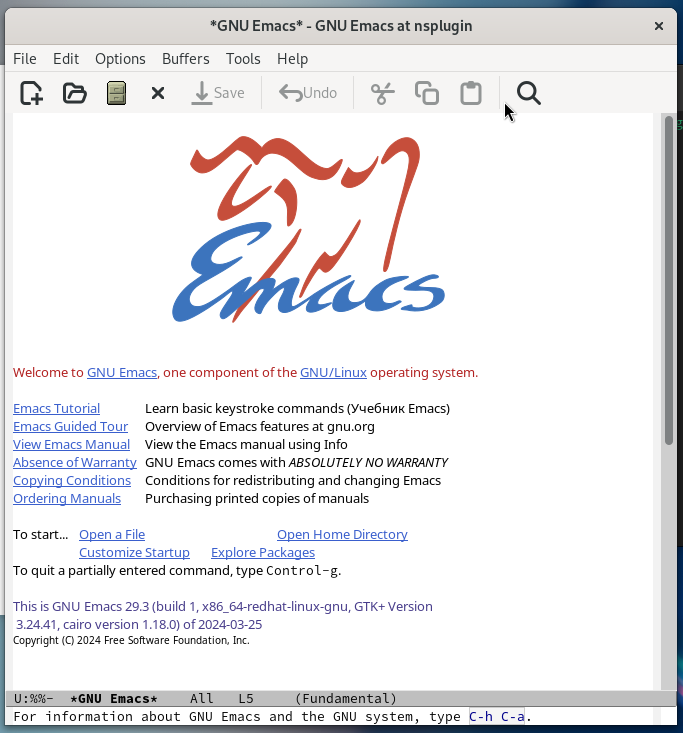 *GNU Emacs* - GNU Emacs at nsplugin
File Edit Options Buffers Tools Help
Save Undo
Emacs
Welcome to GNU Emacs, one component of the GNU/Linux operating system.
Emacs Tutorial Learn basic keystroke commands (Учебник Emacs)
Emacs Guided Tour Overview of Emacs features at gnu.org
View Emacs Manual View the Emacs manual using Info
Absence of Warranty GNU Emacs comes with ABSOLUTELY NO WARRANTY
Copying Conditions Conditions for redistributing and changing Emacs
Ordering Manuals Purchasing printed copies of manuals
To start... Open a File Open Home Directory
Customize Startup Explore Packages
To quit a partially entered command, type Control-g.
This is GNU Emacs 29.3 (build 1, x86_64-redhat-linux-gnu, GTK+ Version
3.24.41, cairo version 1.18.0) of 2024-03-25
Copyright (C) 2024 Free Software Foundation, Inc.
U:%%- *GNU Emacs* All L5 (Fundamental)
For information about GNU Emacs and the GNU system, type C-h C-a.